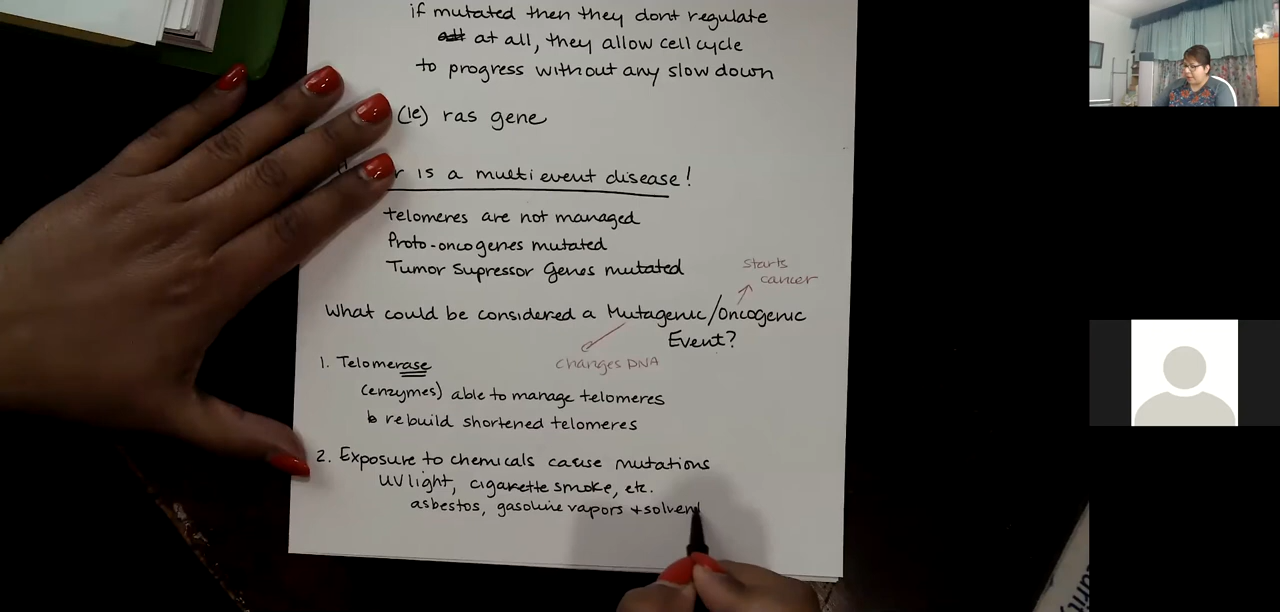 if mutated then they dont regulate
at all, they allow cell cycle
to progress without any slow down
(ie) ras gene
r is a multi event disease!
telomeres are not managed
Proto-oncogenes mutated
Tumor Supressor Genes mutated
starts
cancer
What could be considered a Mutagenic/Oncogenic
Event?
changes DNA
1. Telomerase
(enzymes) able to manage telomeres
rebuild shortened telomeres
2. Exposure to chemicals cause mutations
UV light, cigarette smoke, etc.
asbestos, gasoline vapors + solven